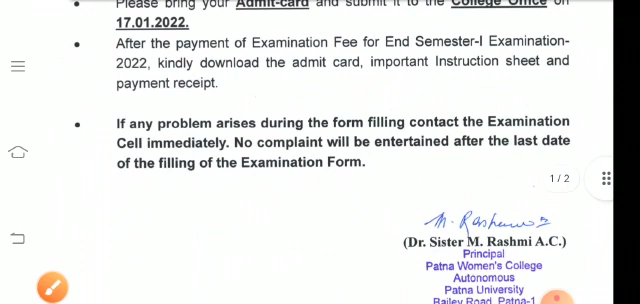 Please bring your Admit-card and submit it to the College Office on
17.01.2022.
After the payment of Examination Fee for End Semester-I Examination-
2022, kindly download the admit card, important Instruction sheet and
payment receipt.
If any problem arises during the form filling contact the Examination
Cell immediately. No complaint will be entertained after the last date
of the filling of the Examination Form.
1 / 2
(Dr. Sister M. Rashmi A.C.)
Principal
Patna Women's College
Autonomous
Patna University
Bailey Road, Patna-1